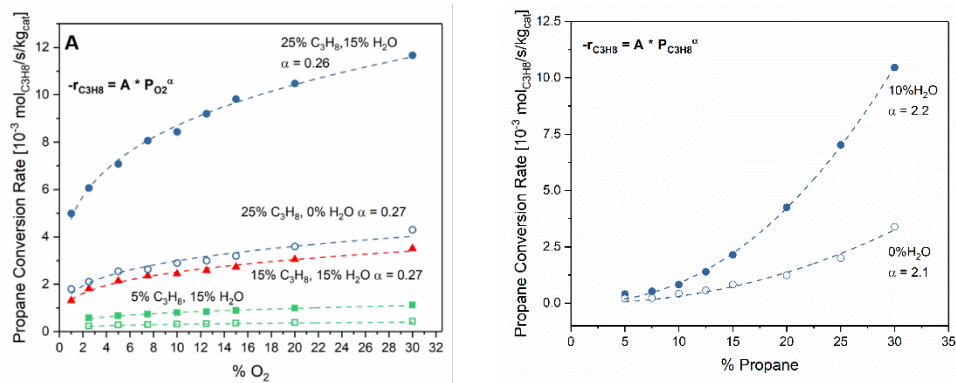 A
25% C3H8,15% H2O
α = 0.26
-rC3H8 = A * PO2^α
25% C3H8, 0% H2O α = 0.27
15% C3H8, 15% H2O α = 0.27
5% C3H8, 15% H2O
Propane Conversion Rate [10^-3 molC3H8/s/kgcat]
12
10
8
6
4
2
0
0 2 4 6 8 10 12 14 16 18 20 22 24 26 28 30 32
% O2
-rC3H8 = A * PC3H8^α
10%H2O
α = 2.2
0%H2O
α = 2.1
Propane Conversion Rate [10^-3 molC3H8/s/kgcat]
12.5
10.0
7.5
5.0
2.5
0.0
0 5 10 15 20 25 30 35
% Propane